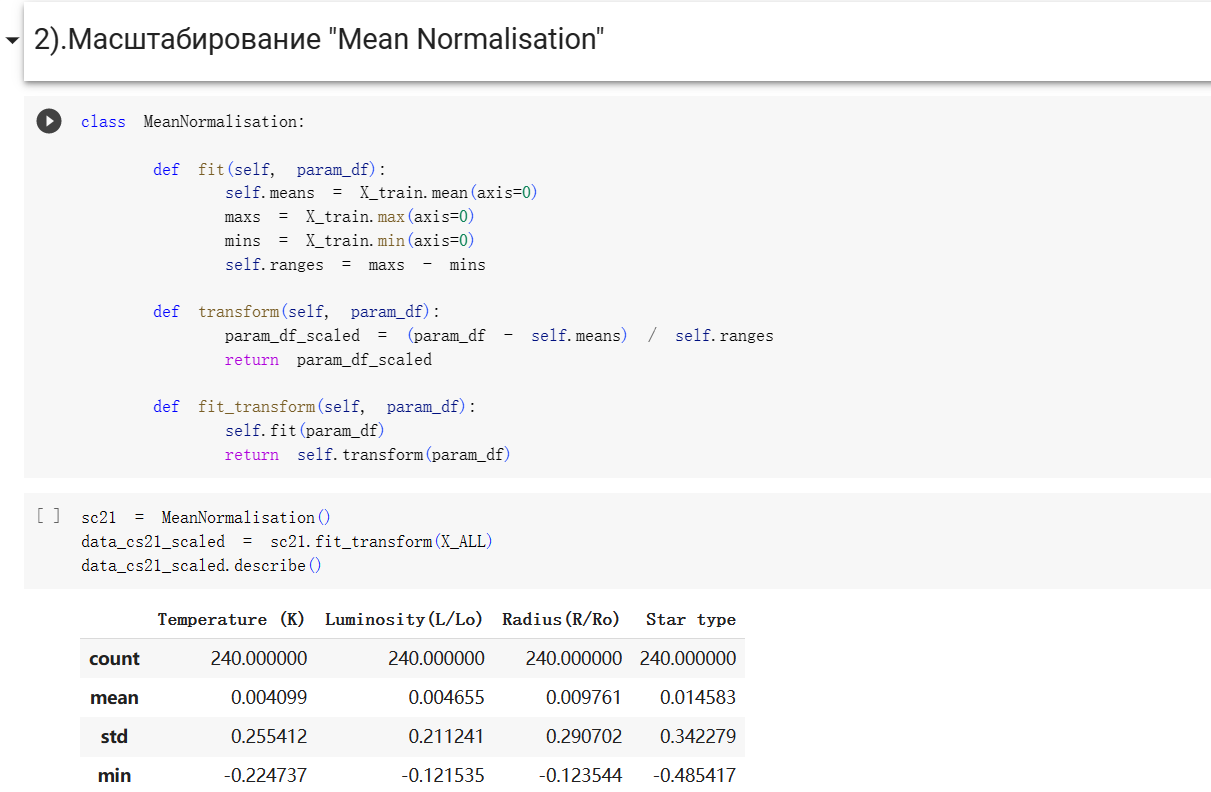 2).Масштабирование "Mean Normalisation"
class MeanNormalisation:
def fit(self, param_df):
self.means = X_train.mean(axis=0)
maxs = X_train.max(axis=0)
mins = X_train.min(axis=0)
self.ranges = maxs - mins
def transform(self, param_df):
param_df_scaled = (param_df - self.means) / self.ranges
return param_df_scaled
def fit_transform(self, param_df):
self.fit(param_df)
return self.transform(param_df)
[ ] sc21 = MeanNormalisation()
data_cs21_scaled = sc21.fit_transform(X_ALL)
data_cs21_scaled.describe()
Temperature (K) Luminosity(L/Lo) Radius(R/Ro) Star type
count 240.000000 240.000000 240.000000 240.000000
mean 0.004099 0.004655 0.009761 0.014583
std 0.255412 0.211241 0.290702 0.342279
min -0.224737 -0.121535 -0.123544 -0.485417